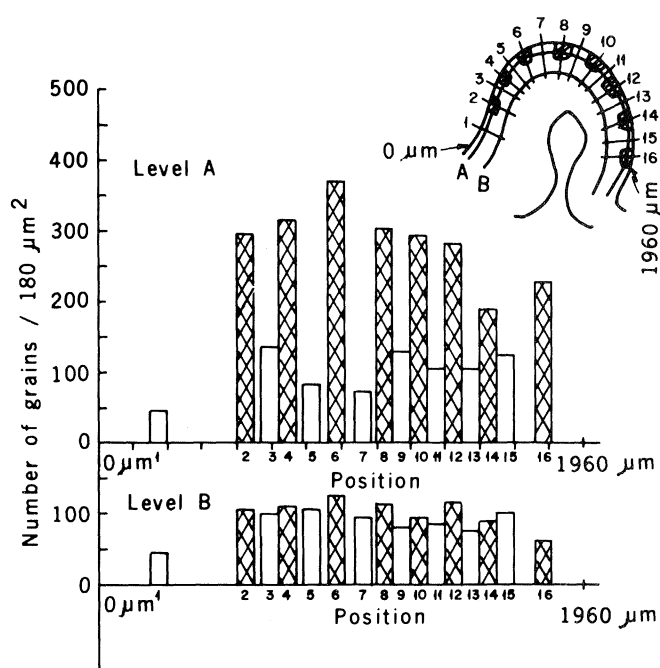 1 2 3 4 5 6 7 8 9 10 11 12 13 14 15 16
0 µm
A B
1960 µm
Number of grains / 180 µm²
500
400
300
200
100
0
Level A
0 µm 1 2 3 4 5 6 7 8 9 10 11 12 13 14 15 16 1960 µm
Position
Level B
100
0
0 µm 1 2 3 4 5 6 7 8 9 10 11 12 13 14 15 16 1960 µm
Position